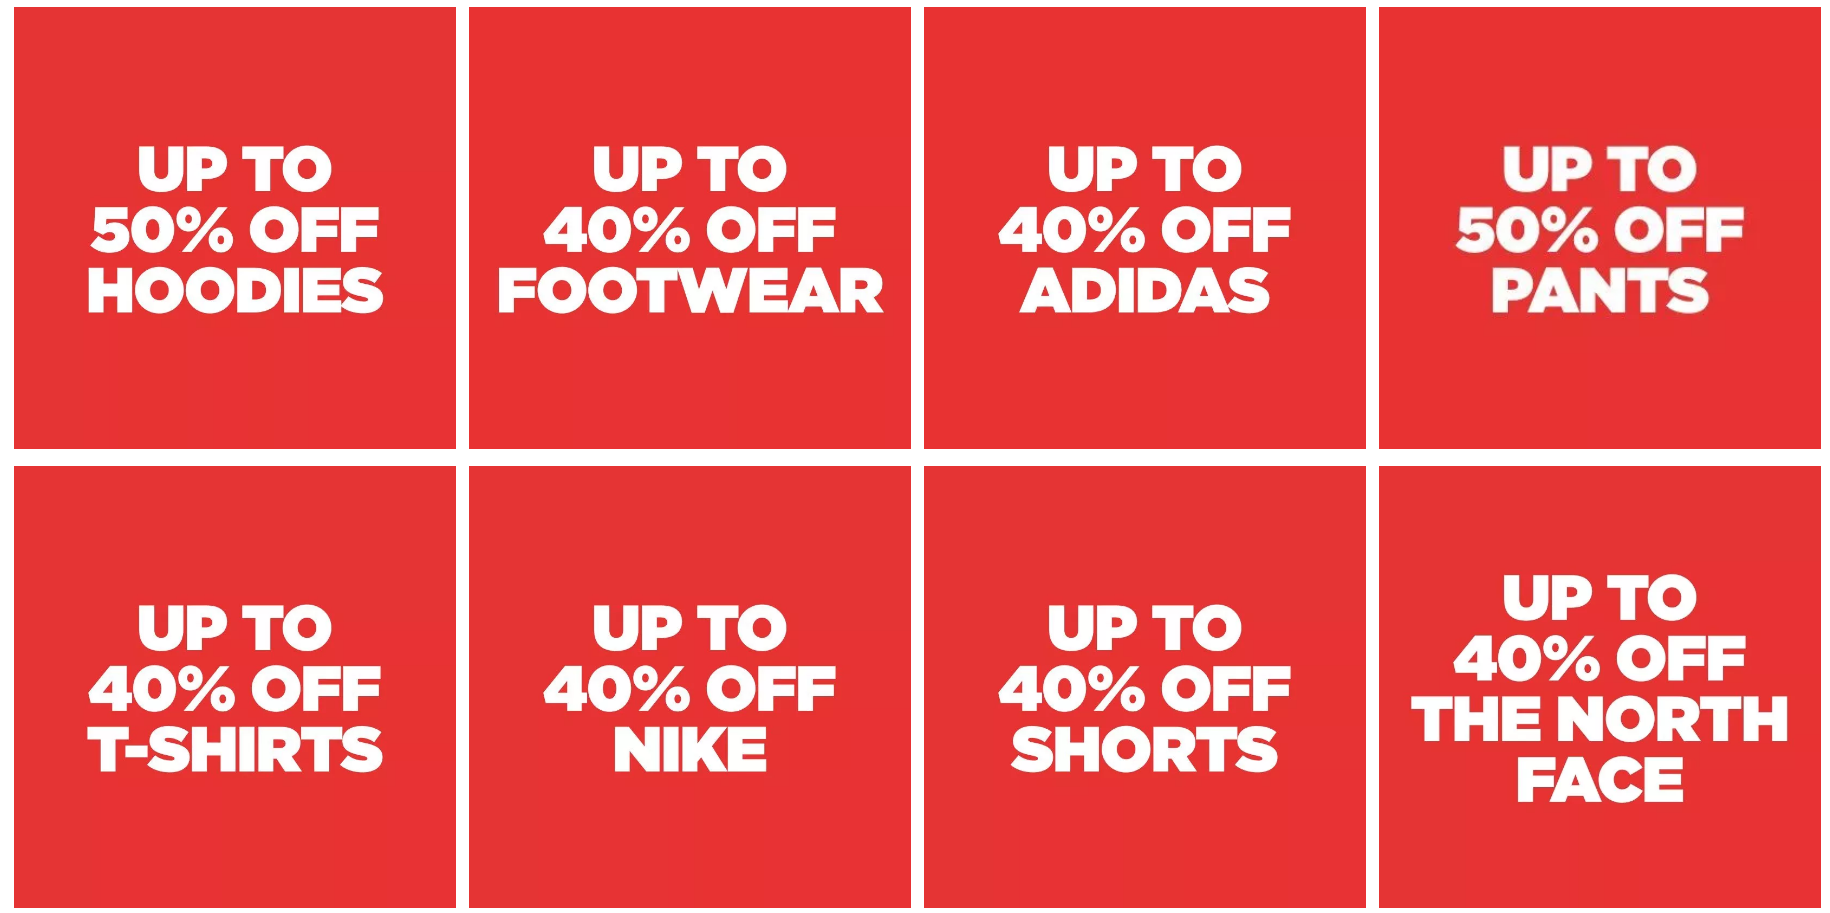 UP TO
50% OFF
HOODIES
UP TO
40% OFF
FOOTWEAR
UP TO
40% OFF
ADIDAS
UP TO
50% OFF
PANTS
UP TO
40% OFF
T-SHIRTS
UP TO
40% OFF
NIKE
UP TO
40% OFF
SHORTS
UP TO
40% OFF
THE NORTH
FACE